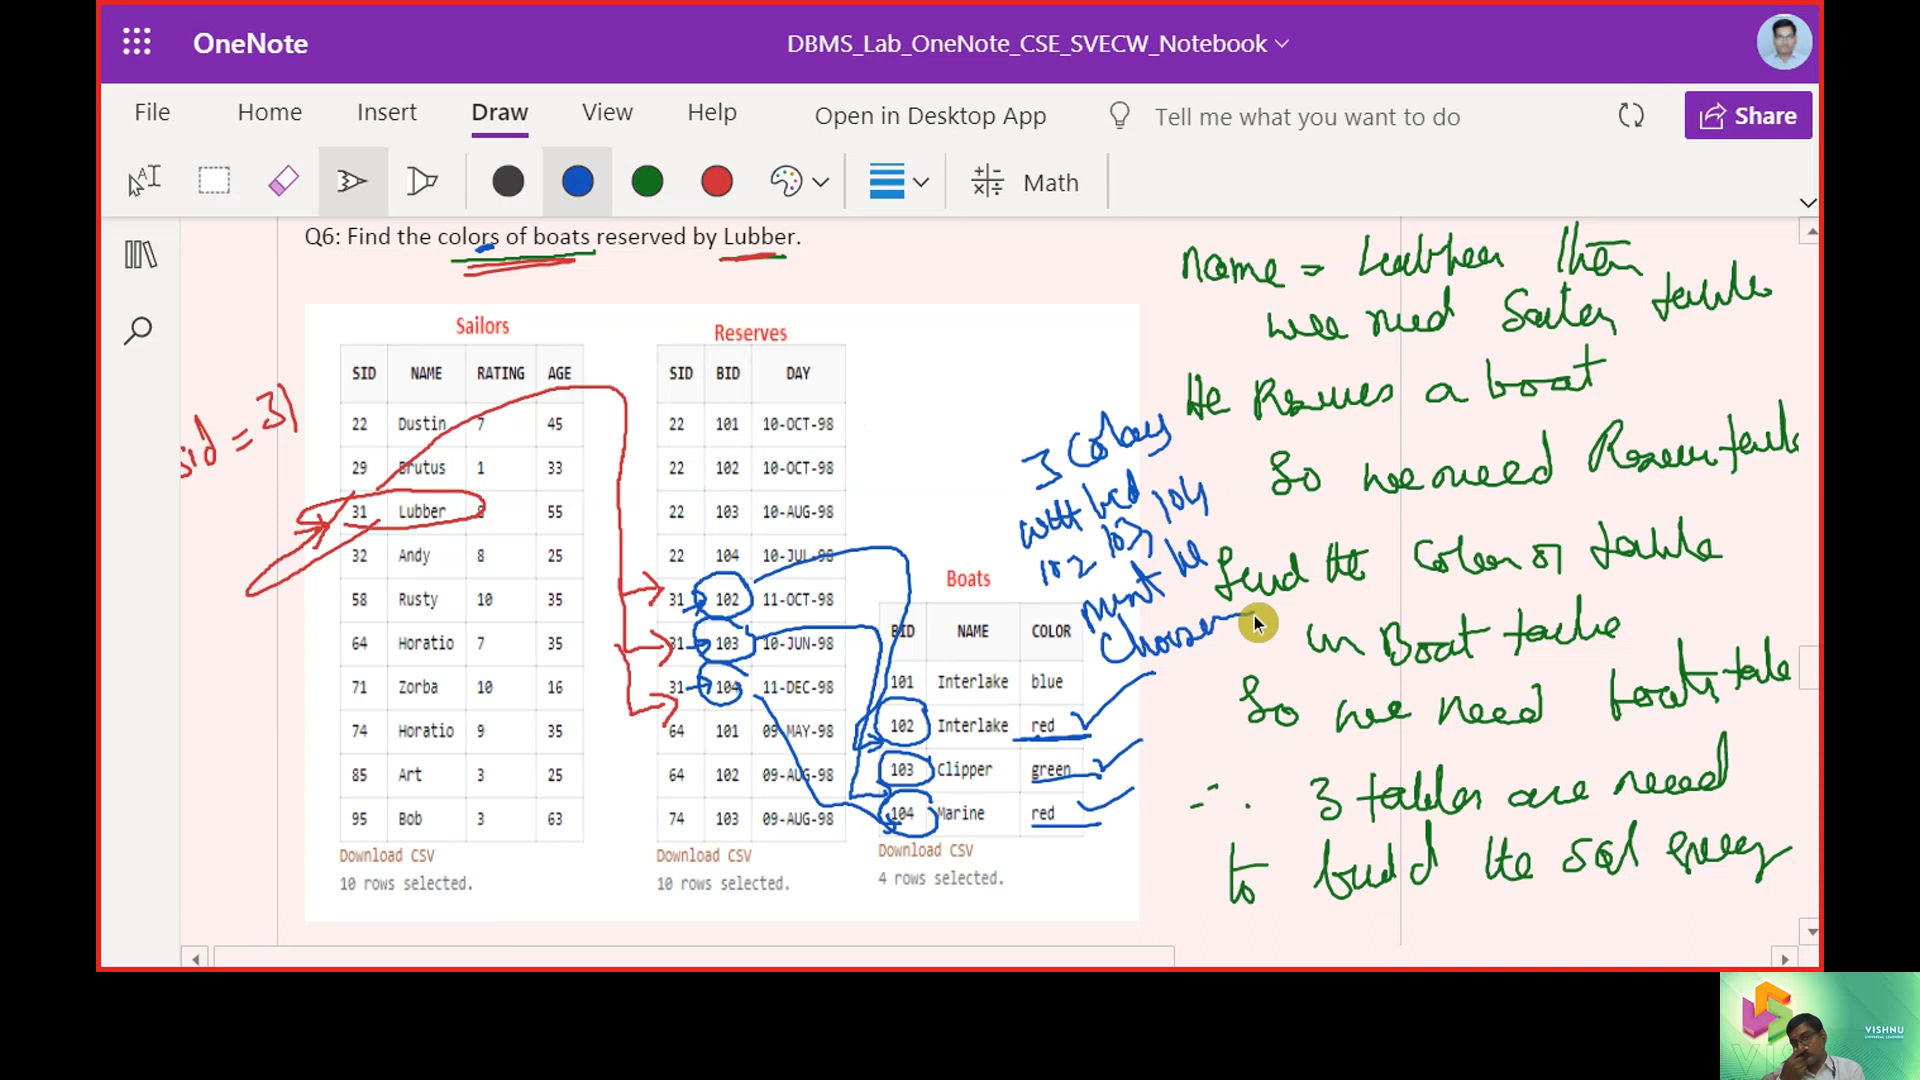 OneNote
DBMS_Lab_OneNote_CSE_SVECW_Notebook
File Home Insert Draw View Help Open in Desktop App Tell me what you want to do Share
Math
Q6: Find the colors of boats reserved by Lubber.
Sailors
SID NAME RATING AGE
22 Dustin 7 45
29 Brutus 1 33
31 Lubber 8 55
32 Andy 8 25
58 Rusty 10 35
64 Horatio 7 35
71 Zorba 10 16
74 Horatio 9 35
85 Art 3 25
95 Bob 3 63
Download CSV
10 rows selected.
Reserves
SID BID DAY
22 101 10-OCT-98
22 102 10-OCT-98
22 103 10-AUG-98
22 104 10-JUL-98
31 102 11-OCT-98
31 103 10-JUN-98
31 104 11-DEC-98
64 101 09-MAY-98
64 102 09-AUG-98
74 103 09-AUG-98
Download CSV
10 rows selected.
Boats
BID NAME COLOR
101 Interlake blue
102 Interlake red
103 Clipper green
104 Marine red
Download CSV
4 rows selected.
sid = 31
3 Colors
with bid
102 103 104
must be
Choosen
name = Lubber then
we need Sailors table
He Reserves a boat
So we need Reserves table
Find the Color of table
in Boat table
So we need boats table
∴ 3 tables are need
to build the sql query
VISHNU
UNIVERSAL LEARNING